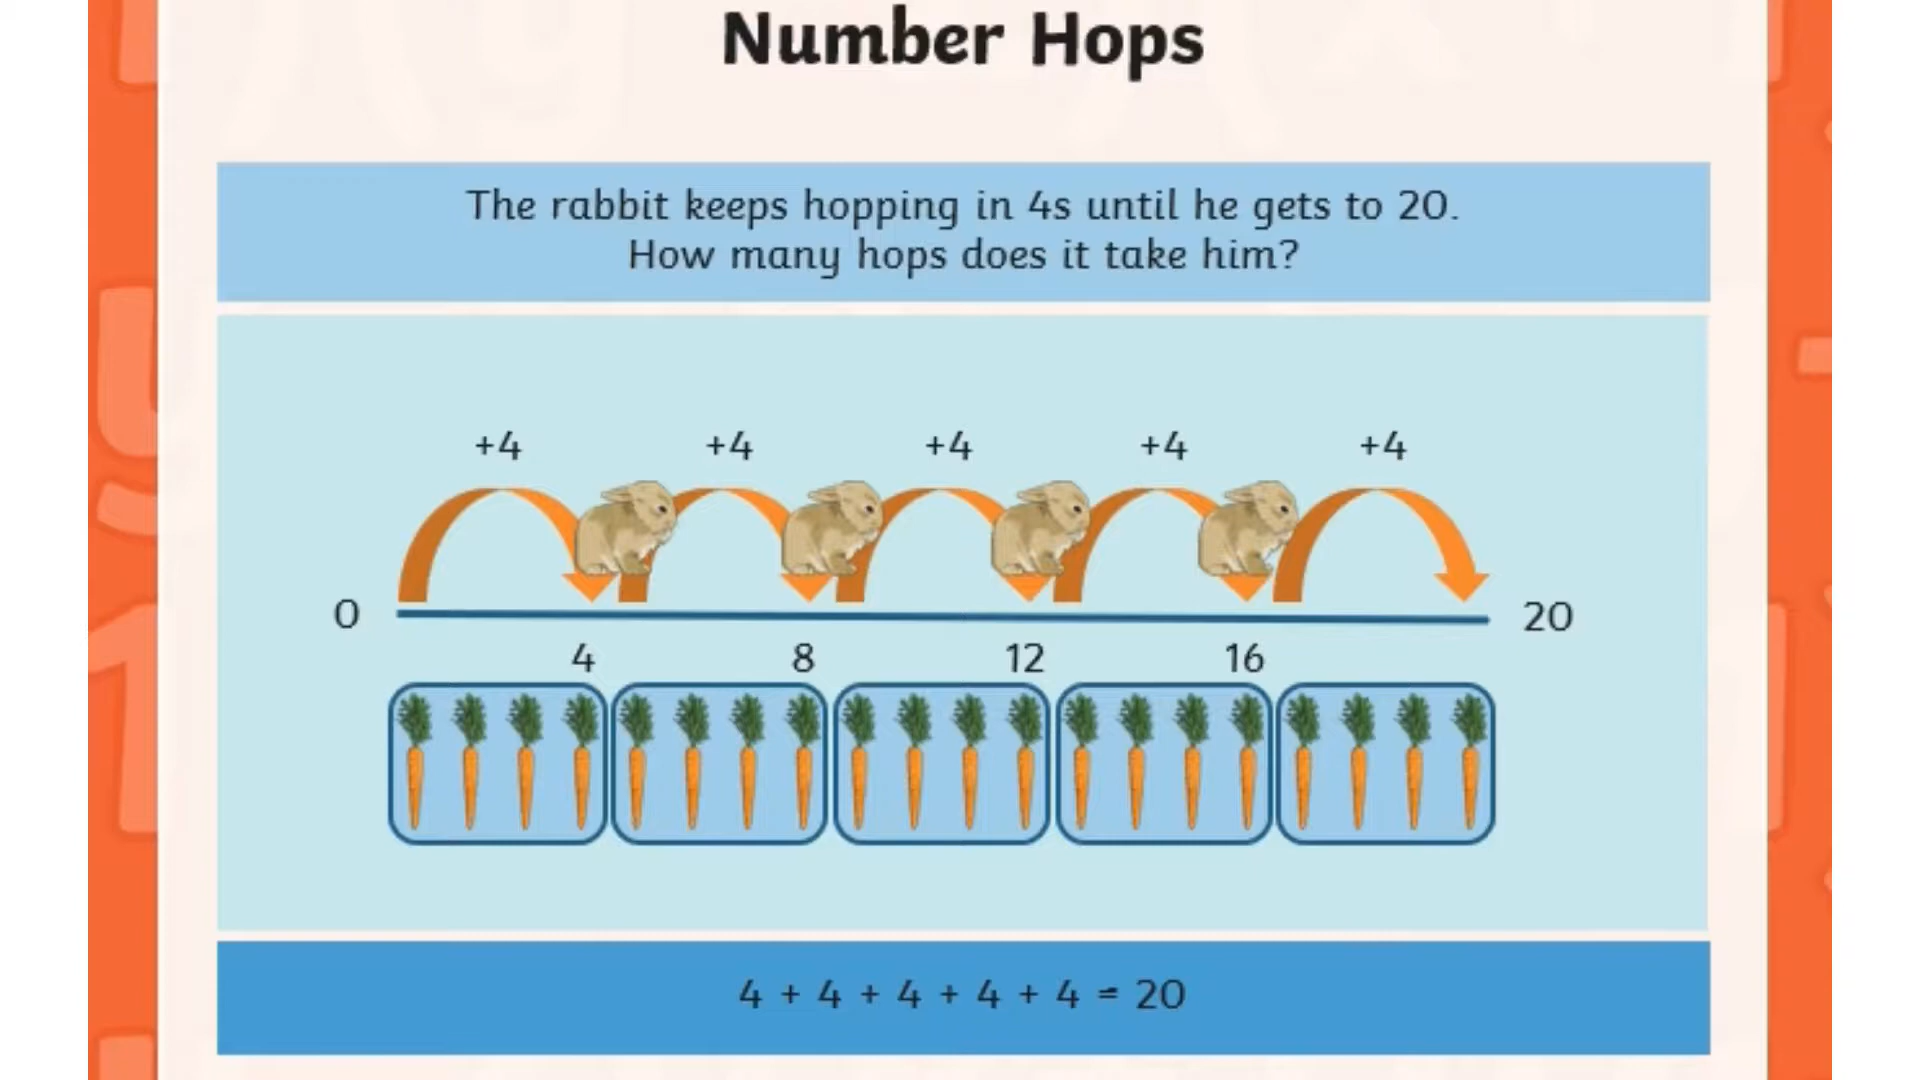 Number Hops
The rabbit keeps hopping in 4s until he gets to 20.
How many hops does it take him?
+4 +4 +4 +4 +4
0 20
4 8 12 16
4 + 4 + 4 + 4 + 4 = 20